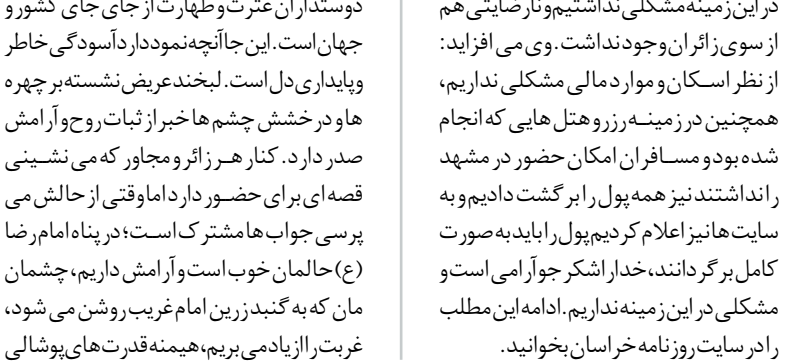 در این زمینه مشکلی نداشتیم و نارضایتی هم
از سوی زائران وجود نداشت. وی می افزاید:
از نظر اسکان و موارد مالی مشکلی نداریم،
همچنین در زمینه رزرو هتل هایی که انجام
شده بود و مسافران امکان حضور در مشهد
را نداشتند نیز همه پول را برگشت دادیم و به
سایت ها نیز اعلام کردیم پول را باید به صورت
کامل برگردانند، خدا را شکر جو آرامی است و
مشکلی در این زمینه نداریم. ادامه این مطلب
را در سایت روزنامه خراسان بخوانید.
دوستداران عترت و طهارت از جای جای کشور و
جهان است. این جا آنچه نمود دارد آسودگی خاطر
و پایداری دل است. لبخند عریض نشسته بر چهره
ها و درخشش چشم ها خبر از ثبات روح و آرامش
صدر دارد. کنار هر زائر و مجاور که می نشینی
قصه ای برای حضور دارد اما وقتی از حالش می
پرسی جواب ها مشترک است؛ در پناه امام رضا
(ع) حالمان خوب است و آرامش داریم، چشمان
مان که به گنبد زرین امام غریب روشن می شود،
غربت را از یاد می بریم، هیمنه قدرت های پوشالی